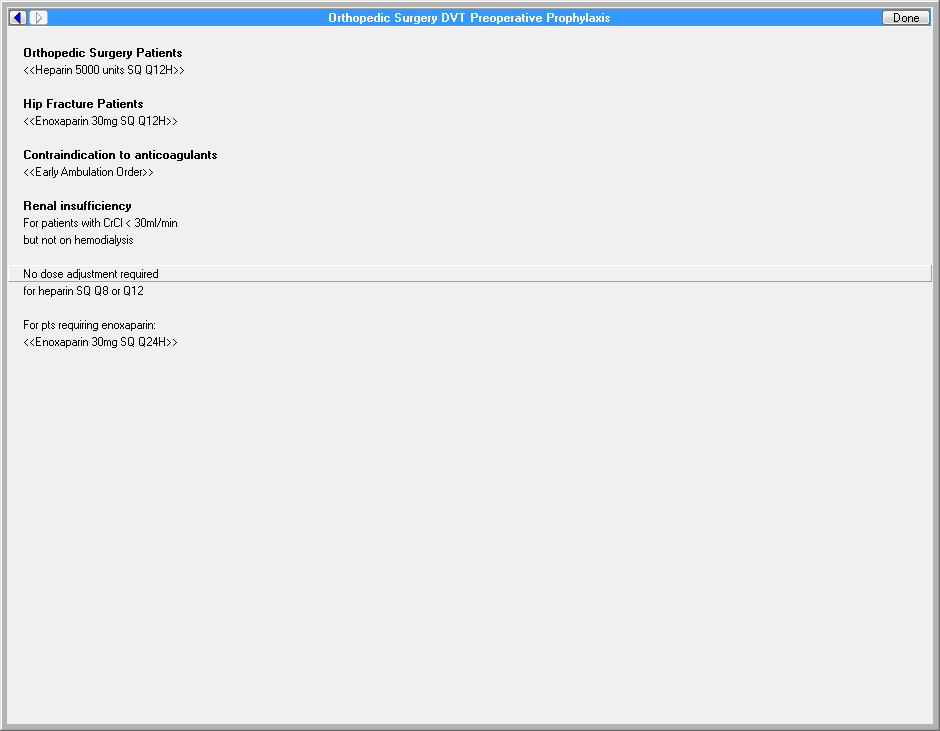 Orthopedic Surgery DVT Preoperative Prophylaxis
Done
Orthopedic Surgery Patients
<<Heparin 5000 units SQ Q12H>>
Hip Fracture Patients
<<Enoxaparin 30mg SQ Q12H>>
Contraindication to anticoagulants
<<Early Ambulation Order>>
Renal insufficiency
For patients with CrCl < 30ml/min
but not on hemodialysis
No dose adjustment required
for heparin SQ Q8 or Q12
For pts requiring enoxaparin:
<<Enoxaparin 30mg SQ Q24H>>